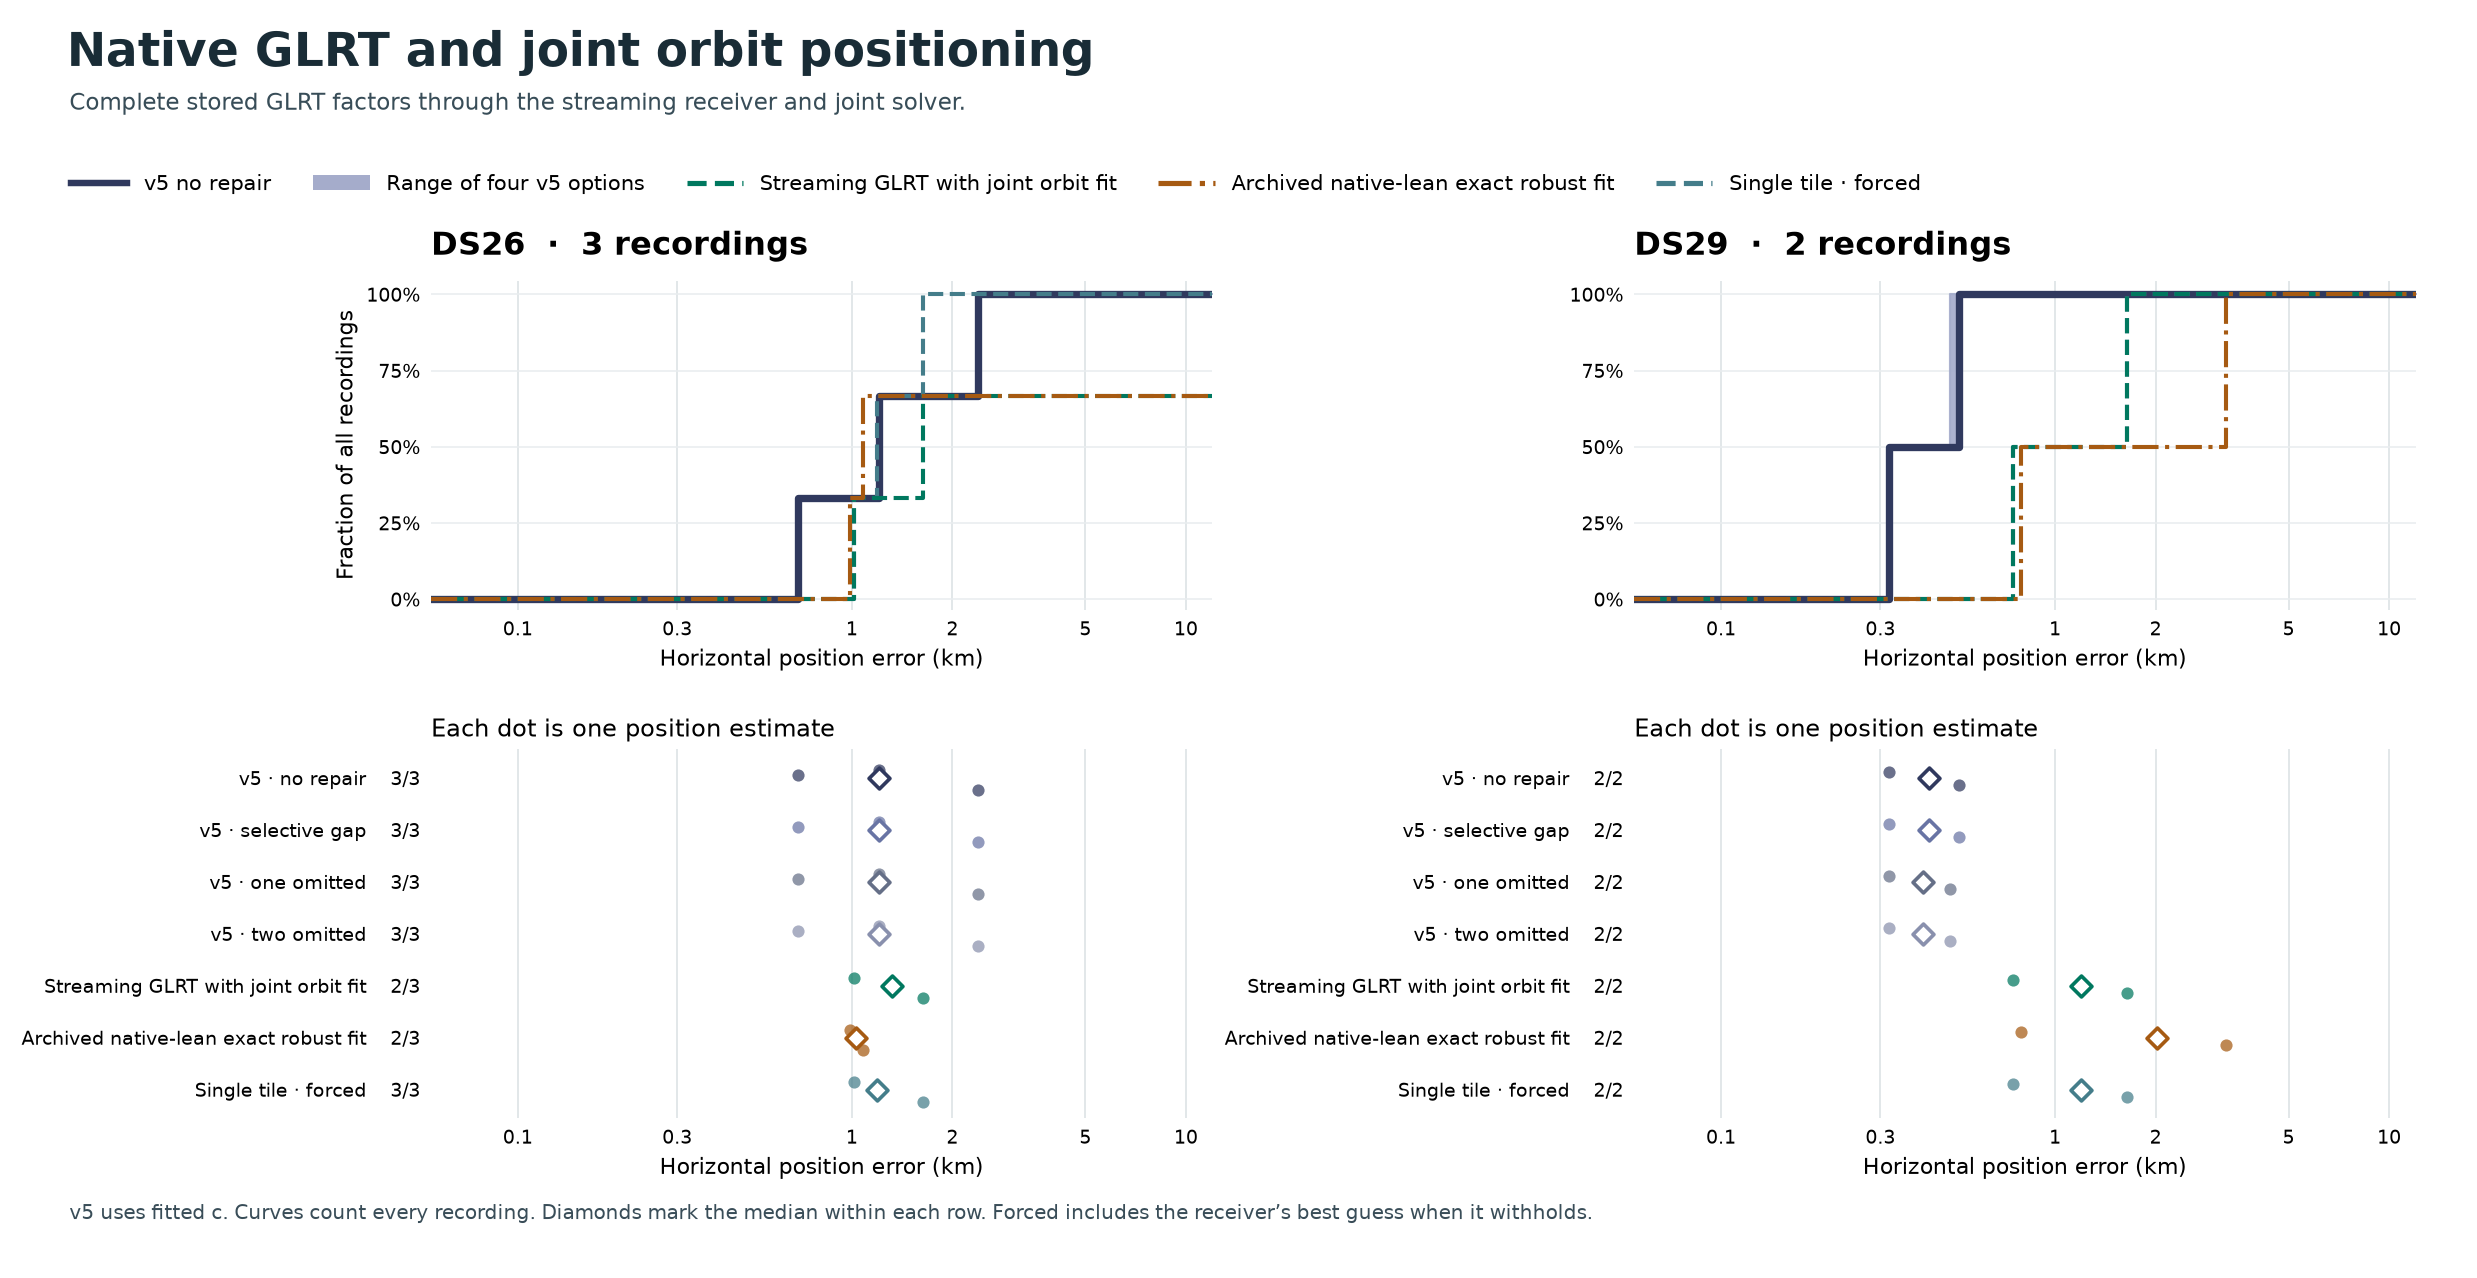 Native GLRT and joint orbit positioning
Complete stored GLRT factors through the streaming receiver and joint solver.
v5 no repair
Range of four v5 options
Streaming GLRT with joint orbit fit
Archived native-lean exact robust fit
Single tile · forced
DS26 · 3 recordings
Fraction of all recordings
100%
75%
50%
25%
0%
0.1 0.3 1 2 5 10
Horizontal position error (km)
DS29 · 2 recordings
100%
75%
50%
25%
0%
0.1 0.3 1 2 5 10
Horizontal position error (km)
Each dot is one position estimate
v5 · no repair 3/3
v5 · selective gap 3/3
v5 · one omitted 3/3
v5 · two omitted 3/3
Streaming GLRT with joint orbit fit 2/3
Archived native-lean exact robust fit 2/3
Single tile · forced 3/3
0.1 0.3 1 2 5 10
Horizontal position error (km)
Each dot is one position estimate
v5 · no repair 2/2
v5 · selective gap 2/2
v5 · one omitted 2/2
v5 · two omitted 2/2
Streaming GLRT with joint orbit fit 2/2
Archived native-lean exact robust fit 2/2
Single tile · forced 2/2
0.1 0.3 1 2 5 10
Horizontal position error (km)
v5 uses fitted c. Curves count every recording. Diamonds mark the median within each row. Forced includes the receiver’s best guess when it withholds.